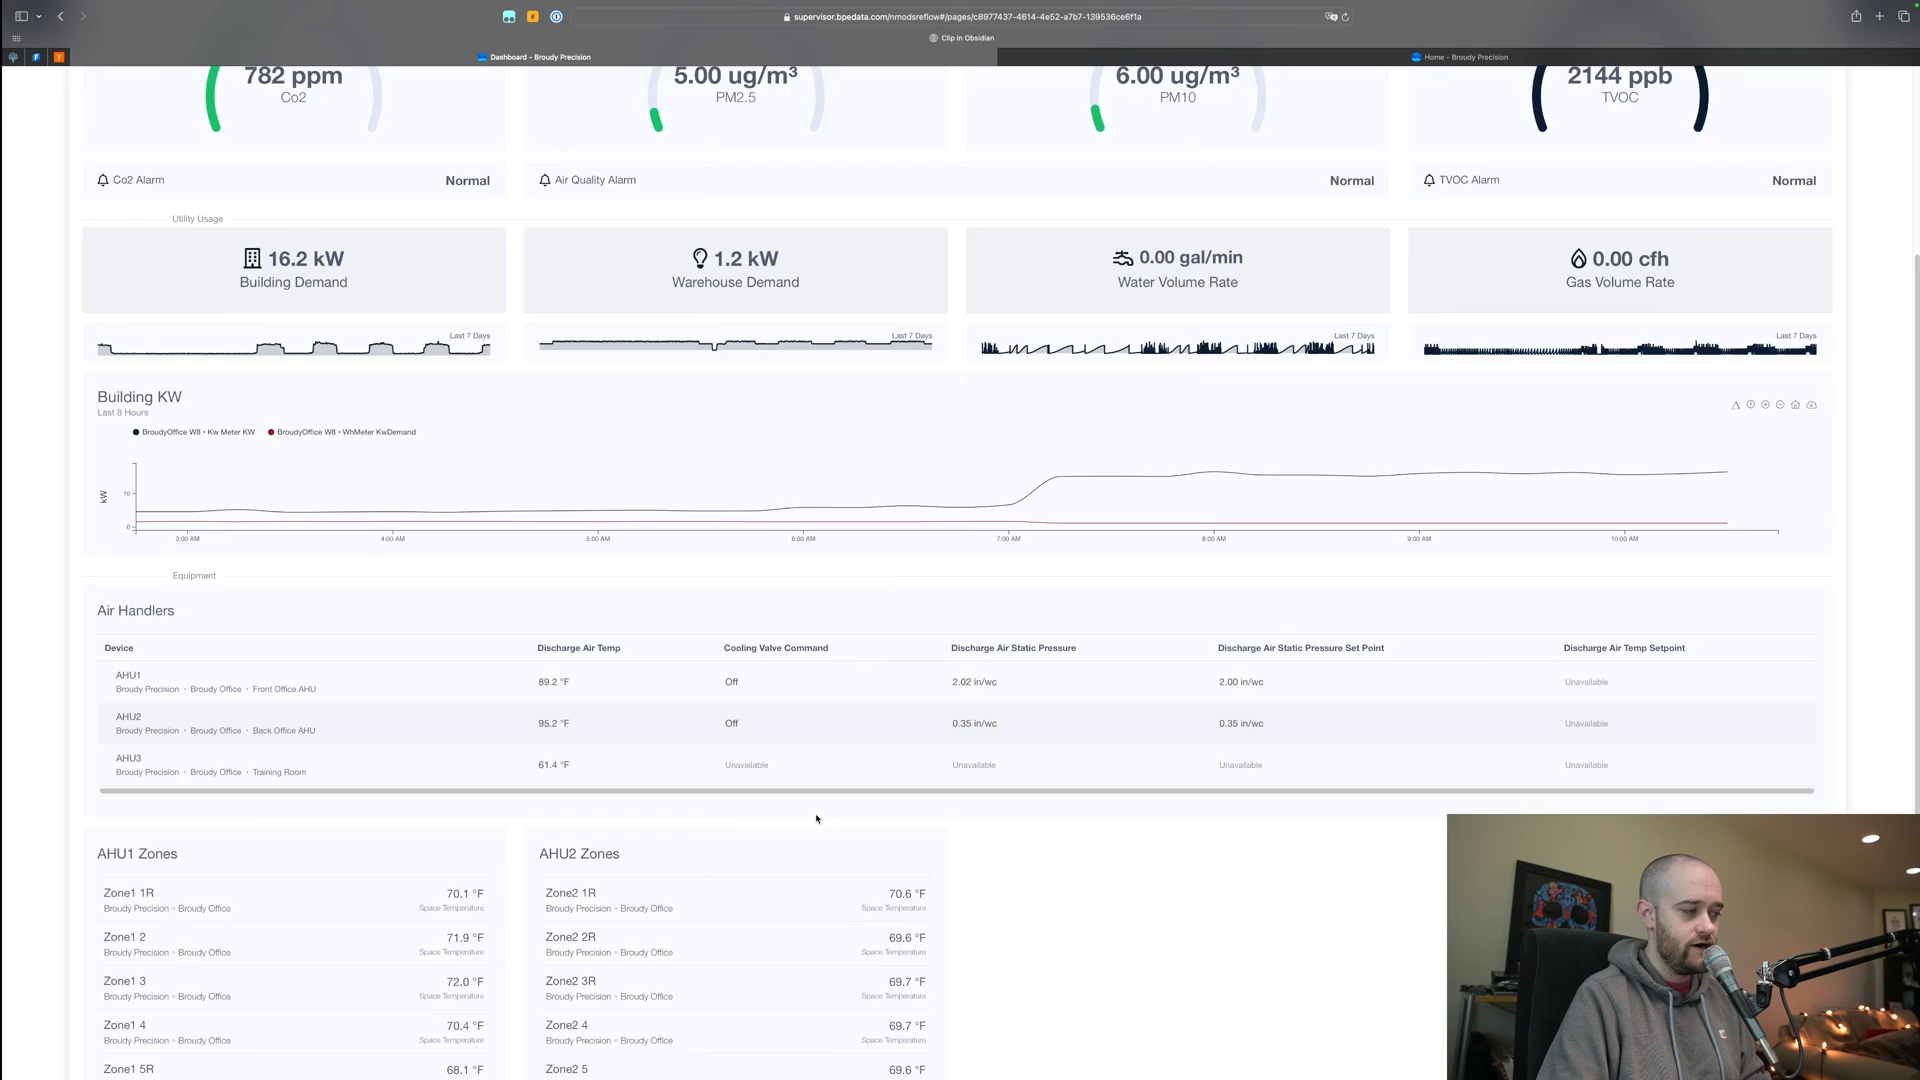 supervisor.bpedata.com/nmodsreflow#/pages/c8977437-4614-4e52-a7b7-139536ce6f1a
Clip in Obsidian
Dashboard – Broudy Precision
Home – Broudy Precision
782 ppm
Co2
5.00 ug/m³
PM2.5
6.00 ug/m³
PM10
2144 ppb
TVOC
Co2 Alarm
Normal
Air Quality Alarm
Normal
TVOC Alarm
Normal
Utility Usage
16.2 kW
Building Demand
1.2 kW
Warehouse Demand
0.00 gal/min
Water Volume Rate
0.00 cfh
Gas Volume Rate
Last 7 Days
Last 7 Days
Last 7 Days
Last 7 Days
Building KW
Last 8 Hours
BroudyOffice W8 • Kw Meter KW
BroudyOffice W8 • WhMeter KwDemand
kW
10
0
3:00 AM
4:00 AM
5:00 AM
6:00 AM
7:00 AM
8:00 AM
9:00 AM
10:00 AM
Equipment
Air Handlers
Device
Discharge Air Temp
Cooling Valve Command
Discharge Air Static Pressure
Discharge Air Static Pressure Set Point
Discharge Air Temp Setpoint
AHU1
Broudy Precision • Broudy Office • Front Office AHU
89.2 °F
Off
2.02 in/wc
2.00 in/wc
Unavailable
AHU2
Broudy Precision • Broudy Office • Back Office AHU
95.2 °F
Off
0.35 in/wc
0.35 in/wc
Unavailable
AHU3
Broudy Precision • Broudy Office • Training Room
61.4 °F
Unavailable
Unavailable
Unavailable
Unavailable
AHU1 Zones
Zone1 1R
70.1 °F
Broudy Precision • Broudy Office
Space Temperature
Zone1 2
71.9 °F
Broudy Precision • Broudy Office
Space Temperature
Zone1 3
72.0 °F
Broudy Precision • Broudy Office
Space Temperature
Zone1 4
70.4 °F
Broudy Precision • Broudy Office
Space Temperature
Zone1 5R
68.1 °F
AHU2 Zones
Zone2 1R
70.6 °F
Broudy Precision • Broudy Office
Space Temperature
Zone2 2R
69.6 °F
Broudy Precision • Broudy Office
Space Temperature
Zone2 3R
69.7 °F
Broudy Precision • Broudy Office
Space Temperature
Zone2 4
69.7 °F
Broudy Precision • Broudy Office
Space Temperature
Zone2 5
69.6 °F